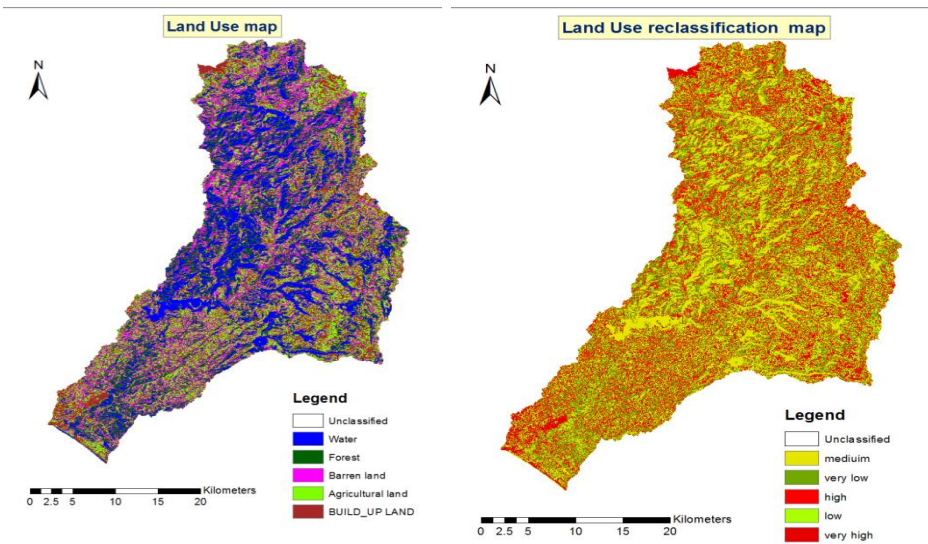 Land Use map
N
Legend
Unclassified
Water
Forest
Barren land
Agricultural land
BUILD_UP LAND
Kilometers
0 2.5 5 10 15 20
Land Use reclassification map
N
Legend
Unclassified
mediuim
very low
high
low
very high
Kilometers
0 2.5 5 10 15 20